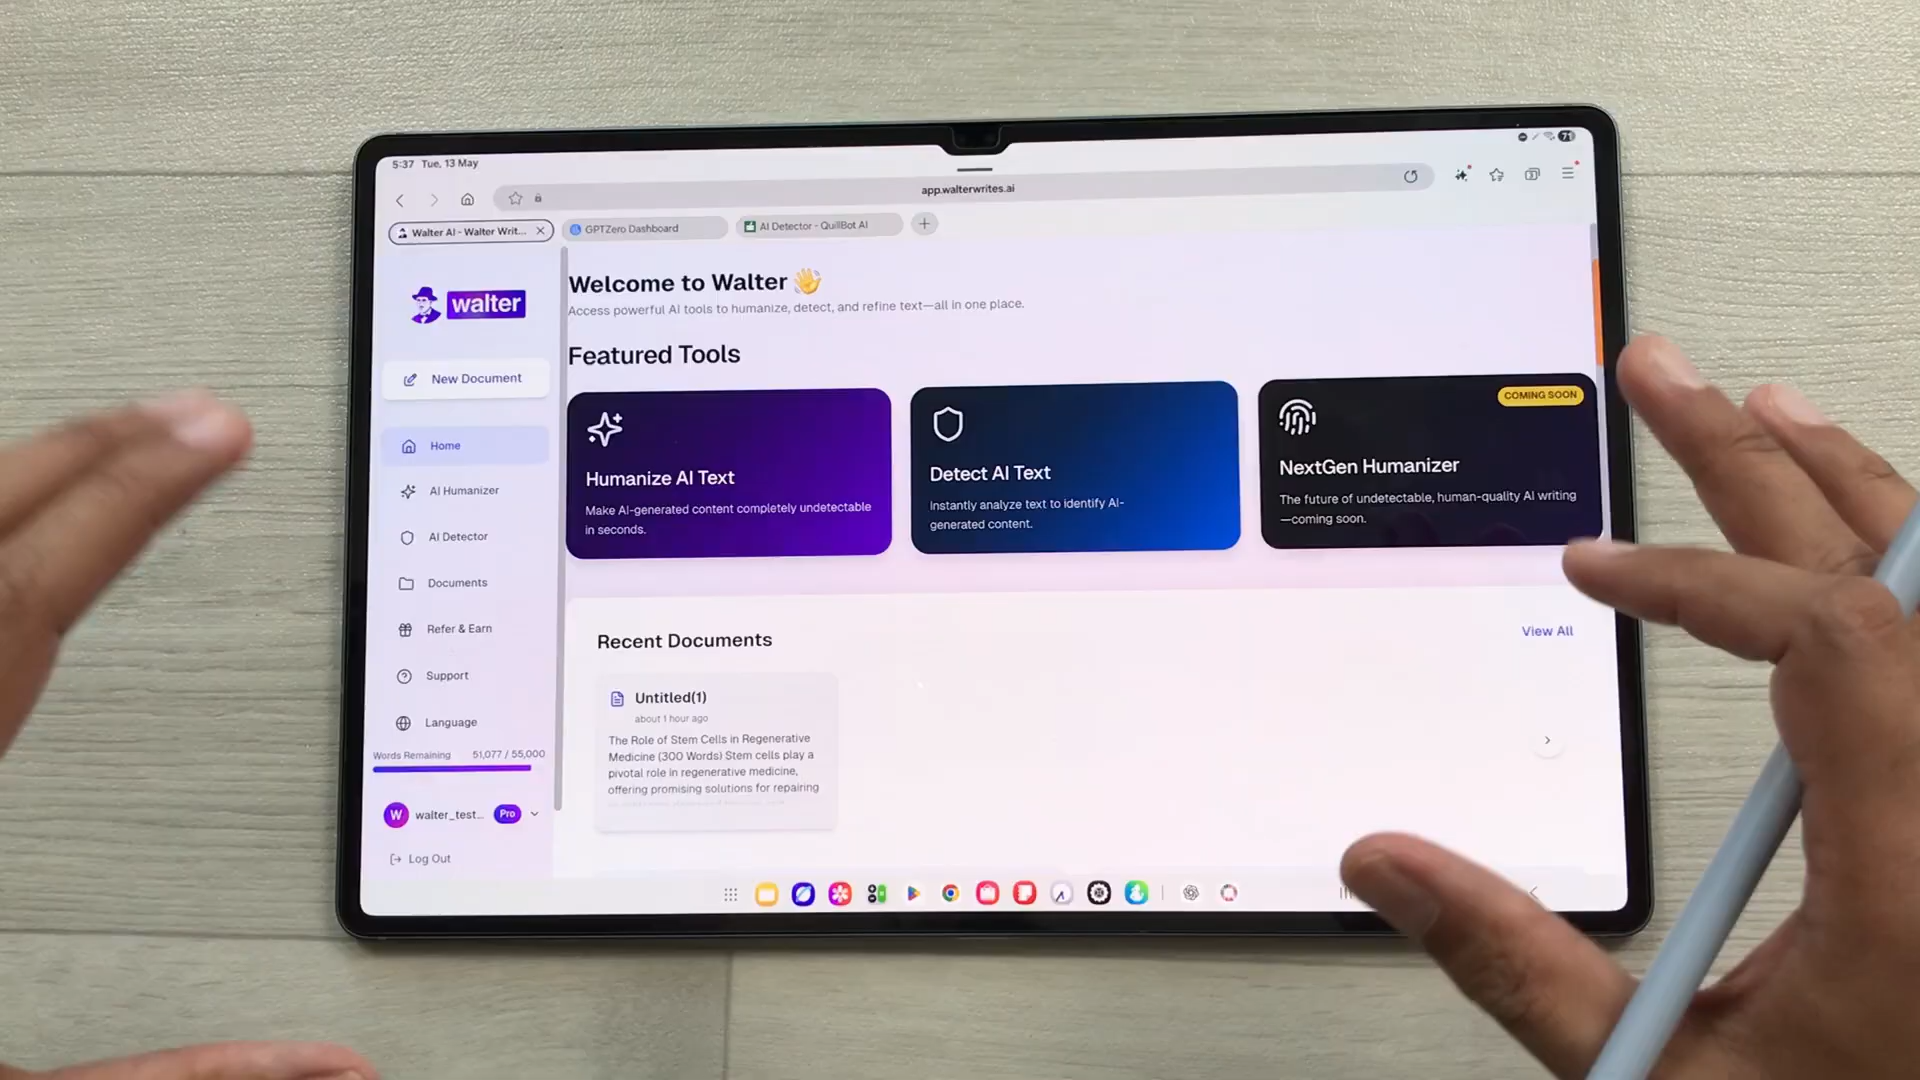 5:37 Tue, 13 May
71
app.walterwrites.ai
Walter AI - Walter Writ...
GPTZero Dashboard
AI Detector - QuillBot AI
walter
New Document
Home
AI Humanizer
AI Detector
Documents
Refer & Earn
Support
Language
Words Remaining 51,077 / 55,000
W walter_test... Pro
Log Out
Welcome to Walter 👋
Access powerful AI tools to humanize, detect, and refine text—all in one place.
Featured Tools
Humanize AI Text
Make AI-generated content completely undetectable
in seconds.
Detect AI Text
Instantly analyze text to identify AI-
generated content.
COMING SOON
NextGen Humanizer
The future of undetectable, human-quality AI writing
—coming soon.
Recent Documents
View All
Untitled(1)
about 1 hour ago
The Role of Stem Cells in Regenerative
Medicine (300 Words) Stem cells play a
pivotal role in regenerative medicine,
offering promising solutions for repairing